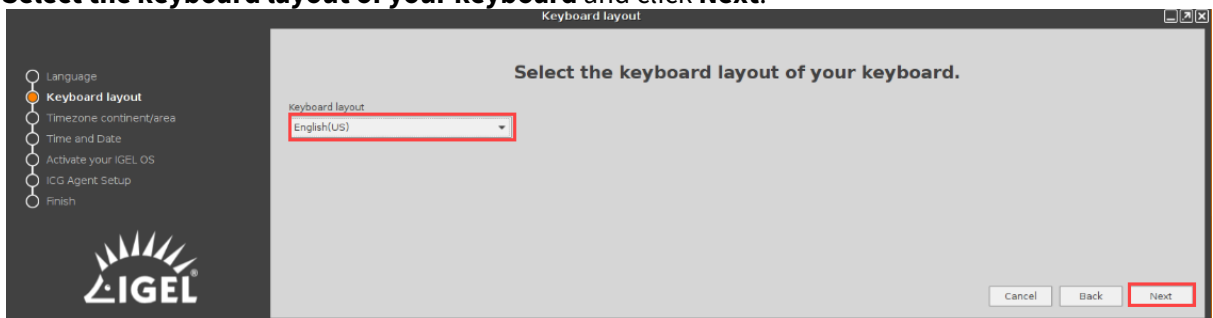 Select the keyboard layout of your keyboard and click Next.
Keyboard layout
Language
Keyboard layout
Timezone continent/area
Time and Date
Activate your IGEL OS
ICG Agent Setup
Finish
IGEL®
Select the keyboard layout of your keyboard.
Keyboard layout
English(US)
Cancel Back Next